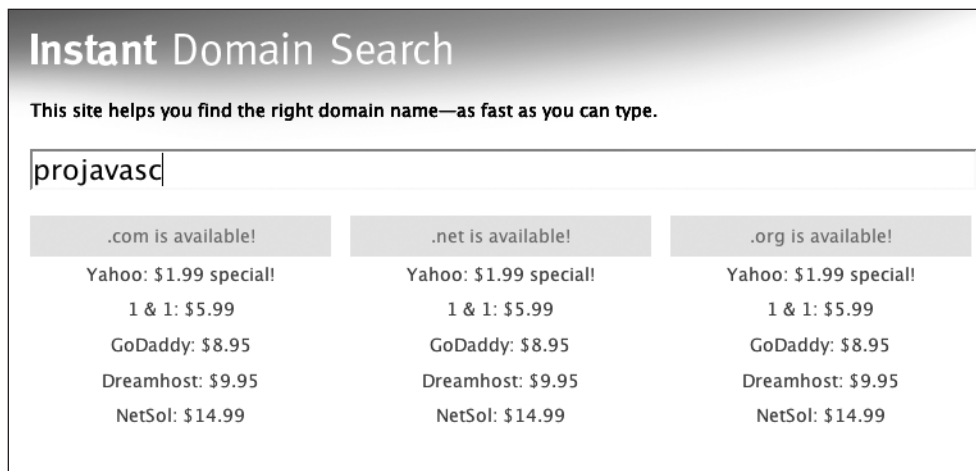 Instant Domain Search
This site helps you find the right domain name—as fast as you can type.
projavasc
.com is available! .net is available! .org is available!
Yahoo: $1.99 special! Yahoo: $1.99 special! Yahoo: $1.99 special!
1 & 1: $5.99 1 & 1: $5.99 1 & 1: $5.99
GoDaddy: $8.95 GoDaddy: $8.95 GoDaddy: $8.95
Dreamhost: $9.95 Dreamhost: $9.95 Dreamhost: $9.95
NetSol: $14.99 NetSol: $14.99 NetSol: $14.99